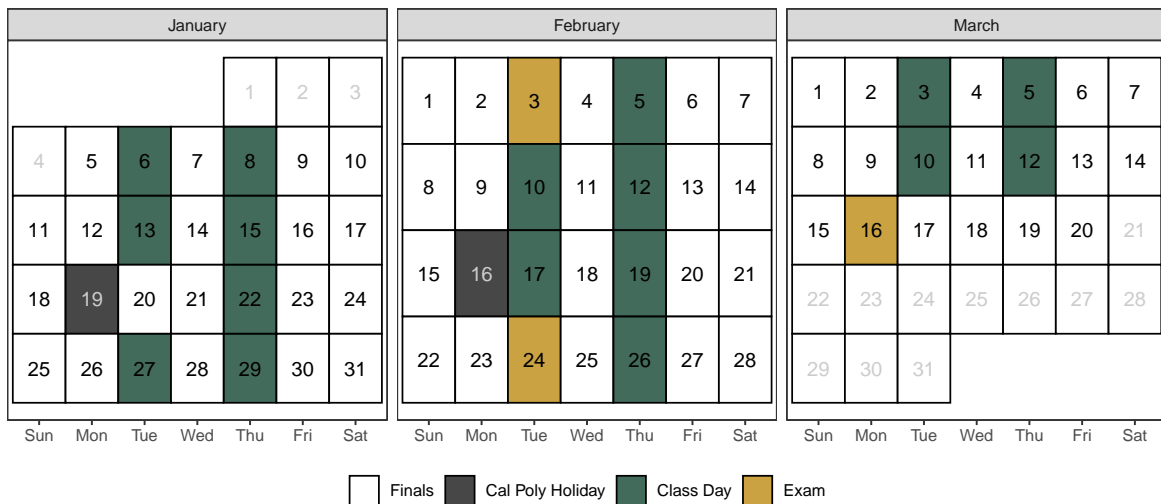 January February March
1 2 3 1 2 3 4 5 6 7 1 2 3 4 5 6 7
4 5 6 7 8 9 10 8 9 10 11 12 13 14 8 9 10 11 12 13 14
11 12 13 14 15 16 17 15 16 17 18 19 20 21 15 16 17 18 19 20 21
18 19 20 21 22 23 24 22 23 24 25 26 27 28 22 23 24 25 26 27 28
25 26 27 28 29 30 31 29 30 31
Sun Mon Tue Wed Thu Fri Sat Sun Mon Tue Wed Thu Fri Sat Sun Mon Tue Wed Thu Fri Sat
Finals Cal Poly Holiday Class Day Exam